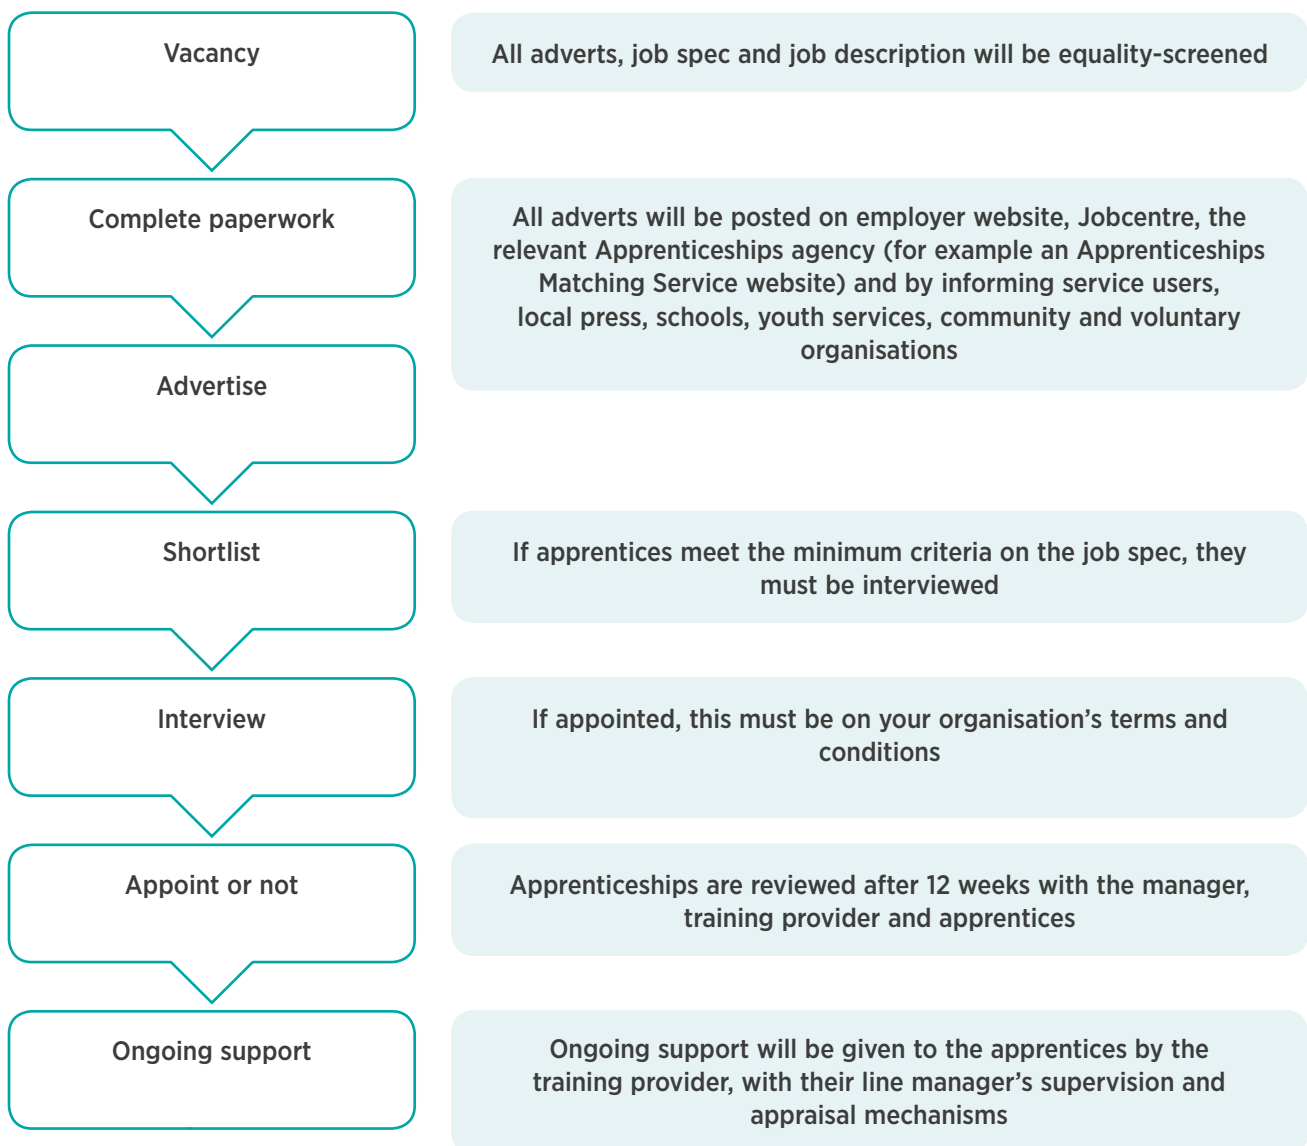 Vacancy
All adverts, job spec and job description will be equality-screened
Complete paperwork
All adverts will be posted on employer website, Jobcentre, the
relevant Apprenticeships agency (for example an Apprenticeships
Matching Service website) and by informing service users,
local press, schools, youth services, community and voluntary
organisations
Advertise
Shortlist
If apprentices meet the minimum criteria on the job spec, they
must be interviewed
Interview
If appointed, this must be on your organisation’s terms and
conditions
Appoint or not
Apprenticeships are reviewed after 12 weeks with the manager,
training provider and apprentices
Ongoing support
Ongoing support will be given to the apprentices by the
training provider, with their line manager’s supervision and
appraisal mechanisms